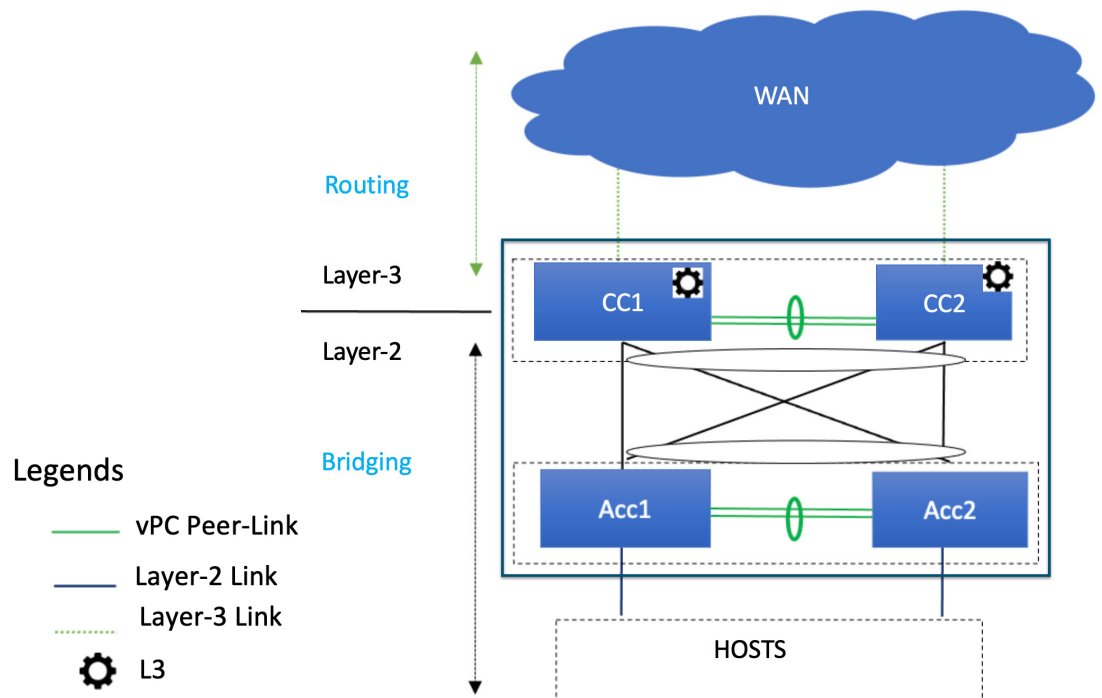 WAN
Routing
Layer-3
CC1
CC2
Layer-2
Bridging
Legends
Acc1
Acc2
vPC Peer-Link
Layer-2 Link
Layer-3 Link
HOSTS
L3